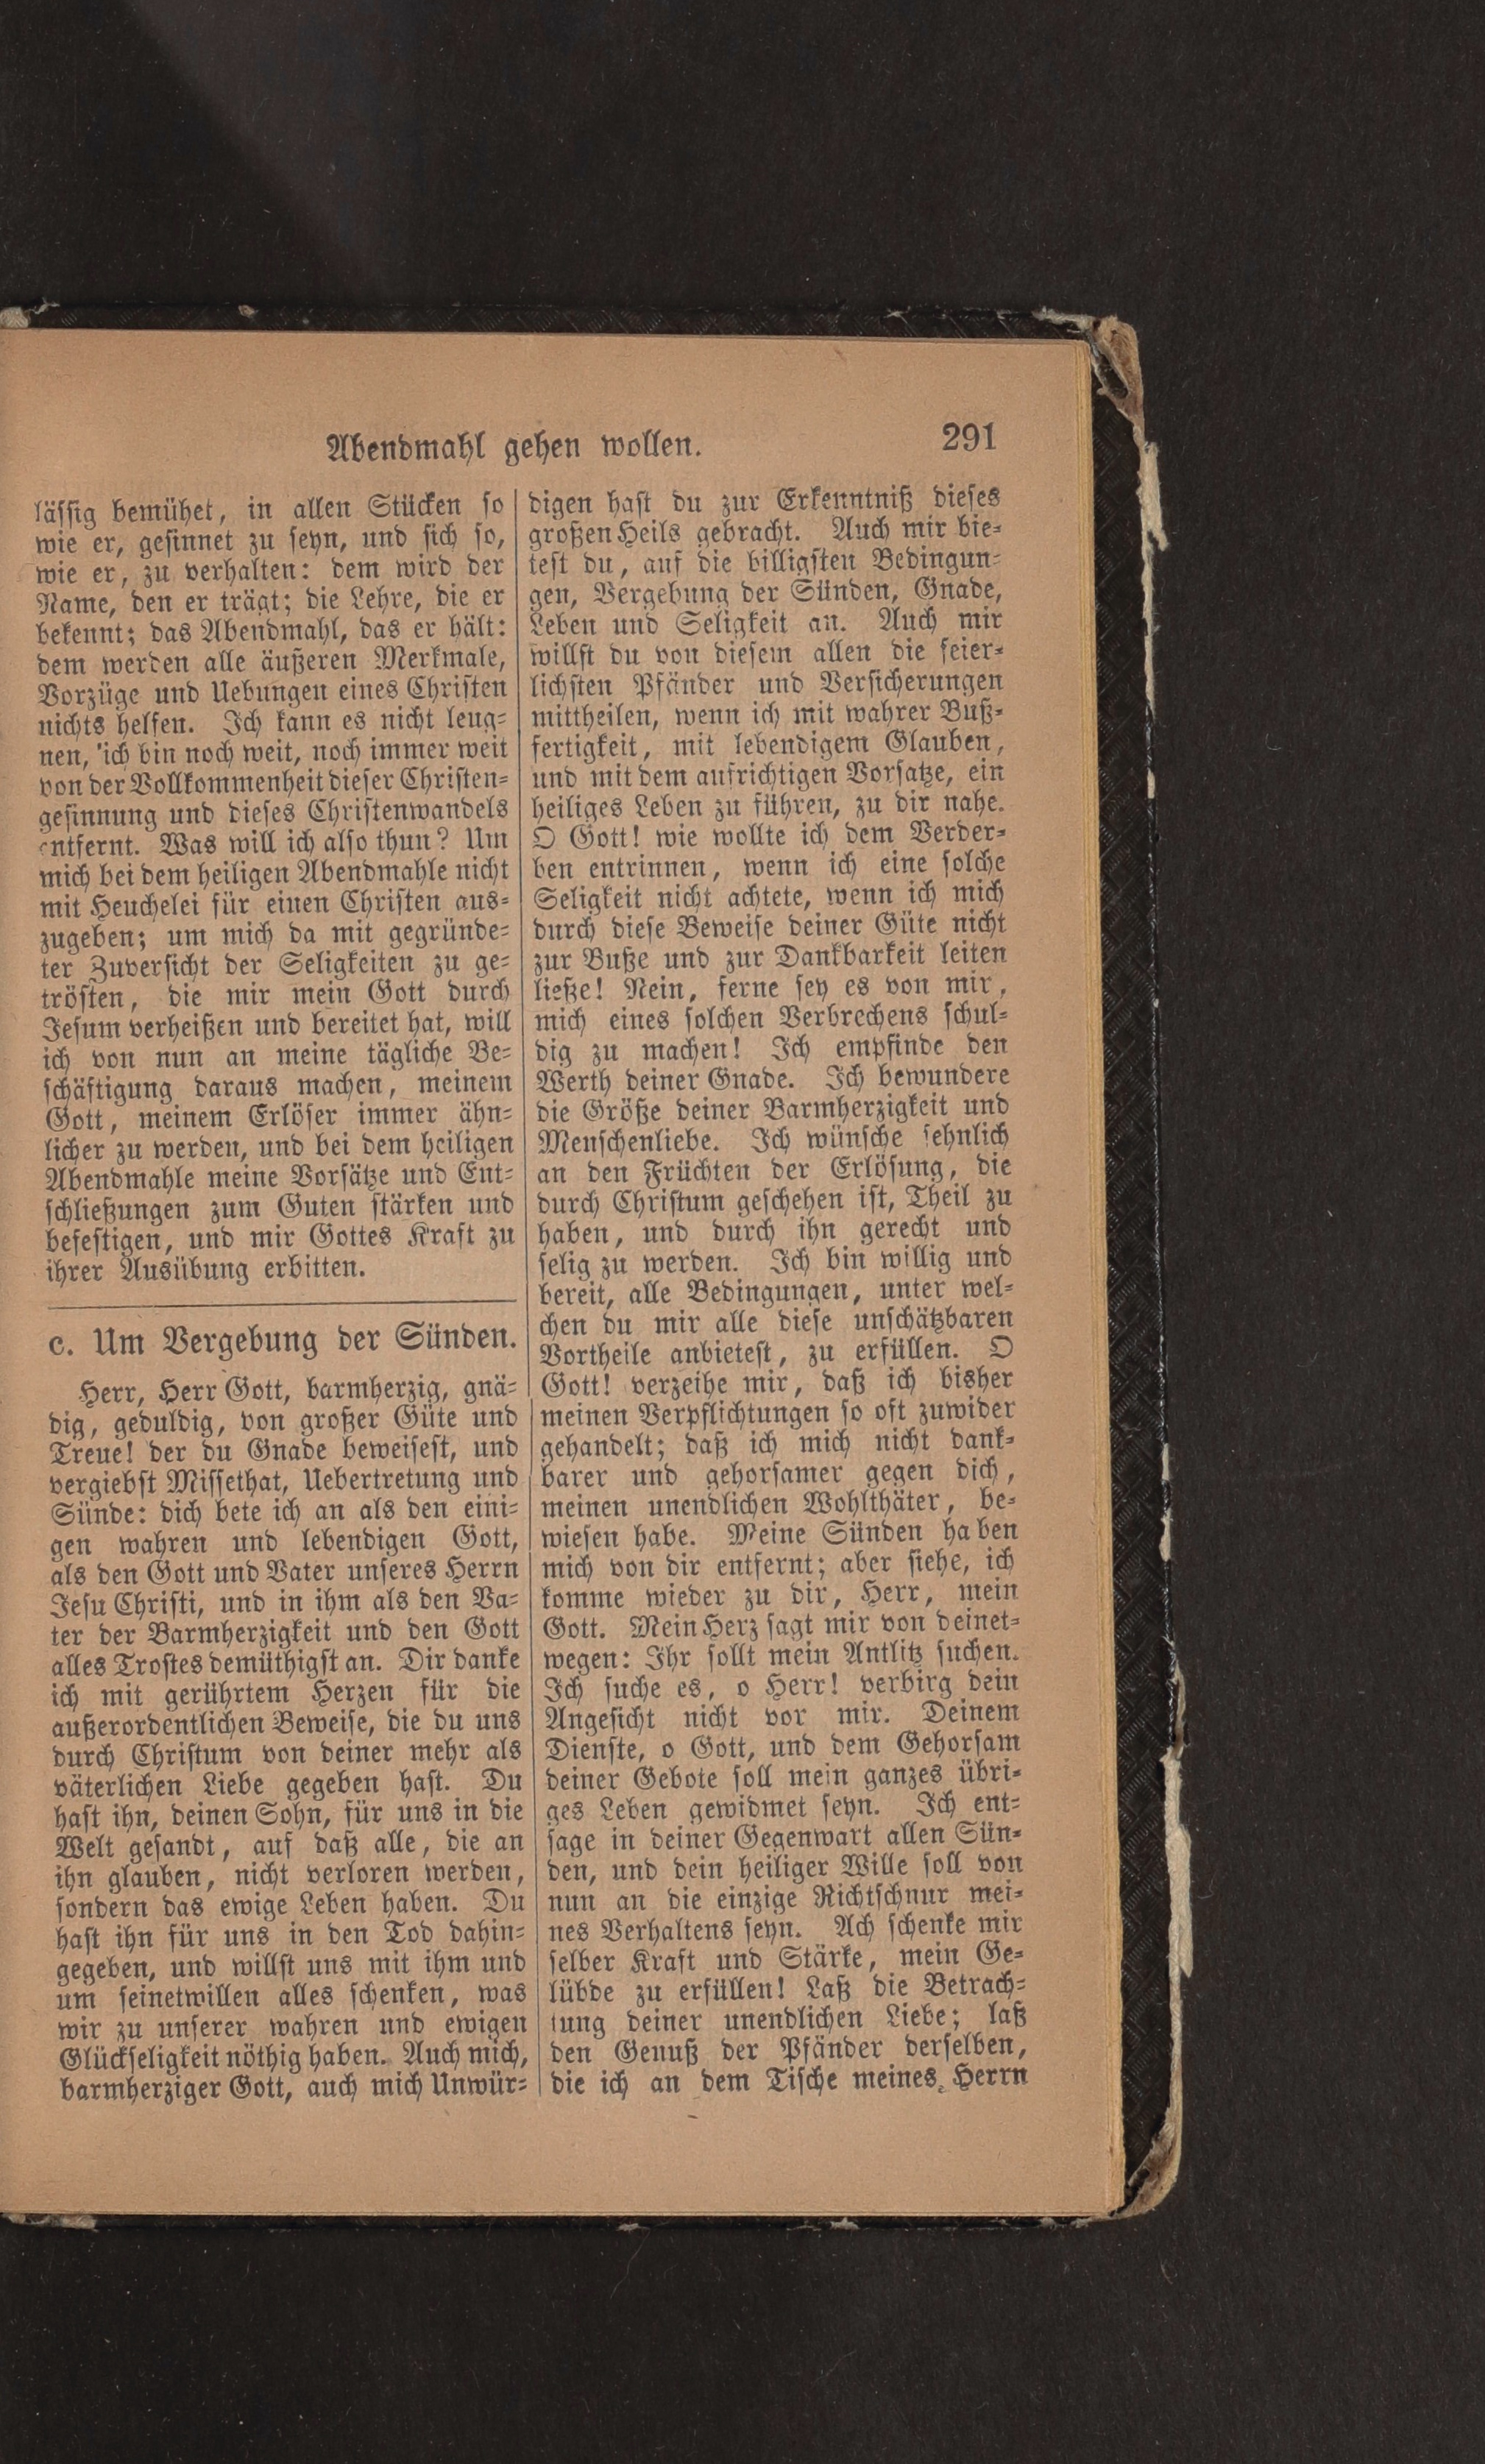 Abendmahl gehen wollen.
291
lässig bemühet, in allen Stücken so
wie er, gesinnet zu seyn, und sich so,
wie er, zu verhalten: dem wird der
Name, den er trägt; die Lehre, die er
bekennt; das Abendmahl, das er hält:
dem werden alle äußeren Merkmale,
Vorzüge und Uebungen eines Christen
nichts helfen. Ich kann es nicht leug-
nen, ich bin noch weit, noch immer weit
von der Vollkommenheit dieser Christen-
gesinnung und dieses Christenwandels
entfernt. Was will ich also thun? Um
mich bei dem heiligen Abendmahle nicht
mit Heuchelei für einen Christen aus-
zugeben; um mich da mit gegründe-
ter Zuversicht der Seligkeiten zu ge-
trösten, die mir mein Gott durch
Jesum verheißen und bereitet hat, will
ich von nun an meine tägliche Be-
schäftigung daraus machen, meinem
Gott, meinem Erlöser immer ähn-
licher zu werden, und bei dem heiligen
Abendmahle meine Vorsätze und Ent-
schließungen zum Guten stärken und
befestigen, und mir Gottes Kraft zu
ihrer Ausübung erbitten.
c. Um Vergebung der Sünden.
Herr, Herr Gott, barmherzig, gnä-
dig, geduldig, von großer Güte und
Treue! der du Gnade beweisest, und
vergiebst Missethat, Uebertretung und
Sünde: dich bete ich an als den eini-
gen wahren und lebendigen Gott,
als den Gott und Vater unseres Herrn
Jesu Christi, und in ihm als den Va-
ter der Barmherzigkeit und den Gott
alles Trostes demüthigst an. Dir danke
ich mit gerührtem Herzen für die
außerordentlichen Beweise, die du uns
durch Christum von deiner mehr als
väterlichen Liebe gegeben hast. Du
hast ihn, deinen Sohn, für uns in die
Welt gesandt, auf daß alle, die an
ihn glauben, nicht verloren werden,
sondern das ewige Leben haben. Du
hast ihn für uns in den Tod dahin-
gegeben, und willst uns mit ihm und
um seinetwillen alles schenken, was
wir zu unserer wahren und ewigen
Glückseligkeit nöthig haben. Auch mich,
barmherziger Gott, auch mich Unwür-
digen hast du zur Erkenntniß dieses
großen Heils gebracht. Auch mir bie-
test du, auf die billigsten Bedingun-
gen, Vergebung der Sünden, Gnade,
Leben und Seligkeit an. Auch mir
willst du von diesem allen die feier-
lichsten Pfänder und Versicherungen
mittheilen, wenn ich mit wahrer Buß-
fertigkeit, mit lebendigem Glauben,
und mit dem aufrichtigen Vorsatze, ein
heiliges Leben zu führen, zu dir nahe.
O Gott! wie wollte ich dem Verder-
ben entrinnen, wenn ich eine solche
Seligkeit nicht achtete, wenn ich mich
durch diese Beweise deiner Güte nicht
zur Buße und zur Dankbarkeit leiten
ließe! Nein, ferne sey es von mir,
mich eines solchen Verbrechens schul-
dig zu machen! Ich empfinde den
Werth deiner Gnade. Ich bewundere
die Größe deiner Barmherzigkeit und
Menschenliebe. Ich wünsche sehnlich
an den Früchten der Erlösung, die
durch Christum geschehen ist, Theil zu
haben, und durch ihn gerecht und
selig zu werden. Ich bin willig und
bereit, alle Bedingungen, unter wel-
chen du mir alle diese unschätzbaren
Vortheile anbietest, zu erfüllen. O
Gott! verzeihe mir, daß ich bisher
meinen Verpflichtungen so oft zuwider
gehandelt; daß ich mich nicht dank-
barer und gehorsamer gegen dich,
meinen unendlichen Wohlthäter, be-
wiesen habe. Meine Sünden haben
mich von dir entfernt; aber siehe, ich
komme wieder zu dir, Herr, mein
Gott. Mein Herz sagt mir von deinet-
wegen: Ihr sollt mein Antlitz suchen.
Ich suche es, o Herr! verbirg dein
Angesicht nicht vor mir. Deinem
Dienste, o Gott, und dem Gehorsam
deiner Gebote soll mein ganzes übri-
ges Leben gewidmet seyn. Ich ent-
sage in deiner Gegenwart allen Sün-
den, und dein heiliger Wille soll von
nun an die einzige Richtschnur mei-
nes Verhaltens seyn. Ach schenke mir
selber Kraft und Stärke, mein Ge-
lübde zu erfüllen! Laß die Betrach-
tung deiner unendlichen Liebe; laß
den Genuß der Pfänder derselben,
die ich an dem Tische meines Herrn